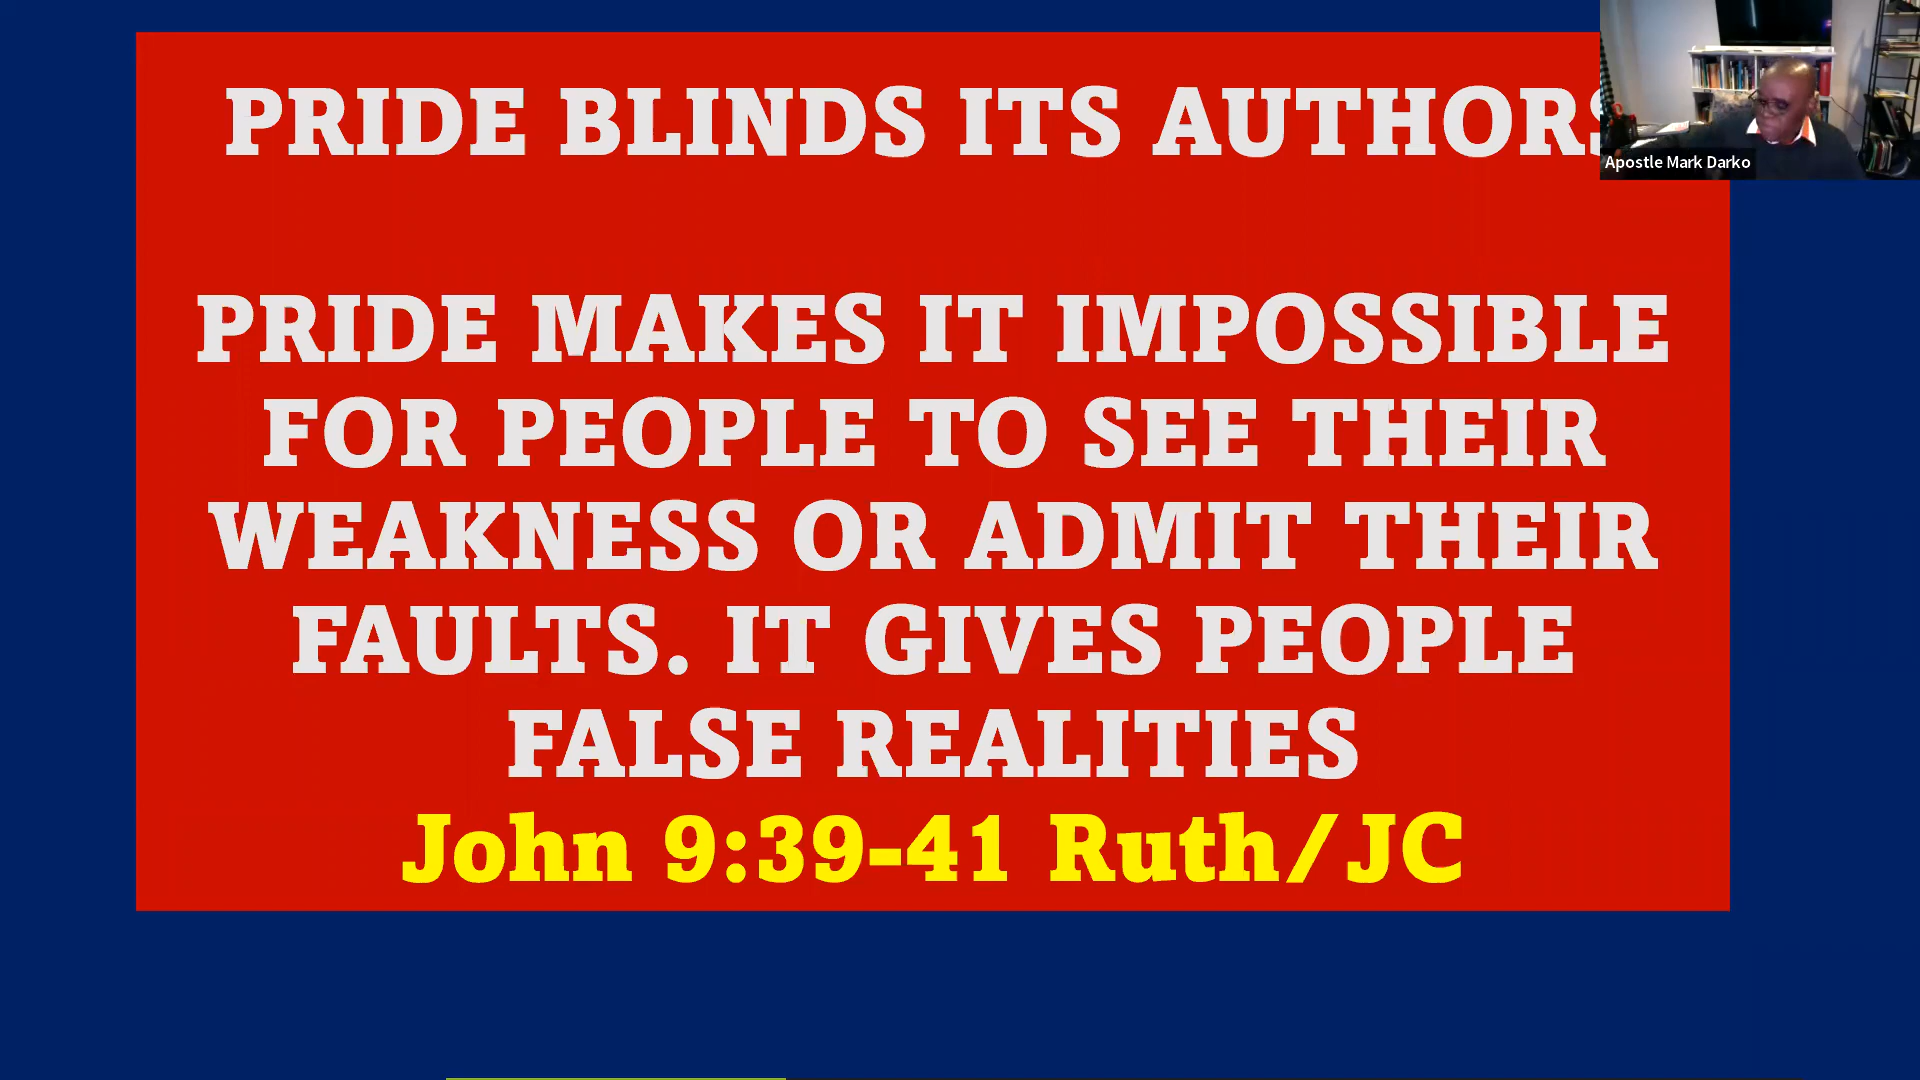 PRIDE BLINDS ITS AUTHORS
Apostle Mark Darko
PRIDE MAKES IT IMPOSSIBLE
FOR PEOPLE TO SEE THEIR
WEAKNESS OR ADMIT THEIR
FAULTS. IT GIVES PEOPLE
FALSE REALITIES
John 9:39-41 Ruth/JC